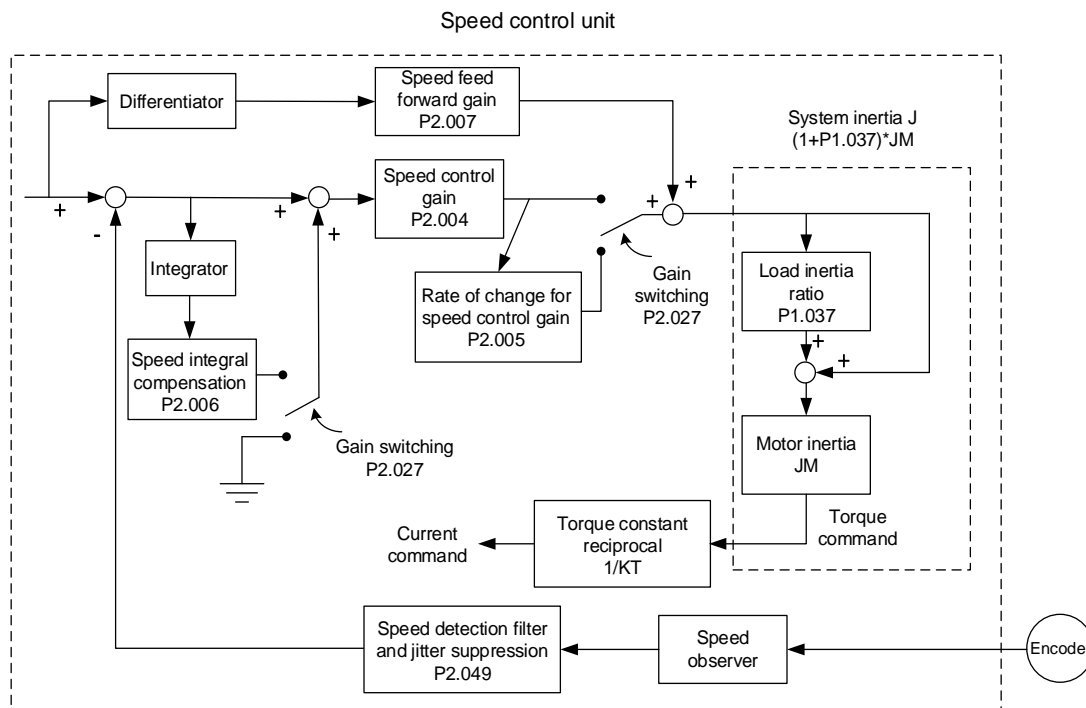 Speed control unit
Differentiator
Speed feed
forward gain
P2.007
System inertia J
(1+P1.037)*JM
+
+
-
+
+
Speed control
gain
P2.004
+
+
Integrator
Speed integral
compensation
P2.006
Gain switching
P2.027
Rate of change for
speed control gain
P2.005
Gain
switching
P2.027
Load inertia
ratio
P1.037
+
+
Motor inertia
JM
Torque
command
Torque constant
reciprocal
1/KT
Current
command
Speed detection filter
and jitter suppression
P2.049
Speed
observer
Encode